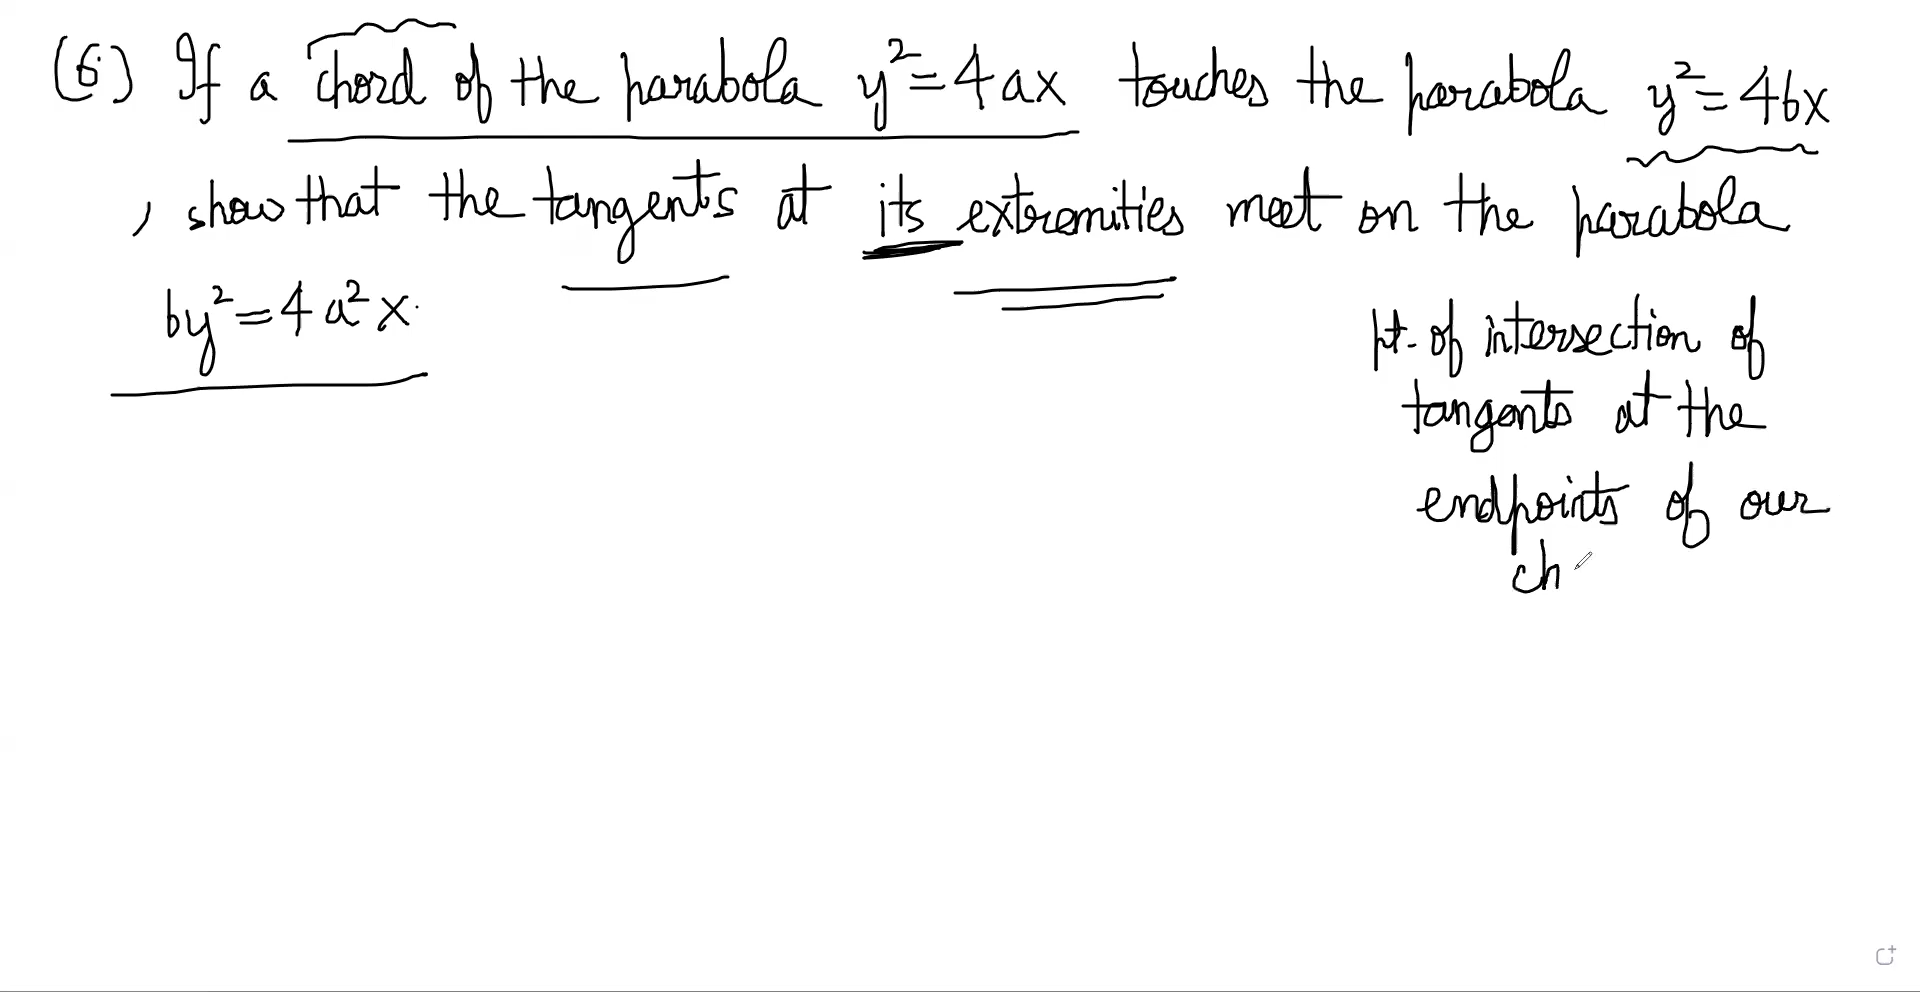 (6) If a chord of the parabola y²=4ax touches the parabola y²=4bx
, show that the tangents at its extremities meet on the parabola
by²=4a²x.
pt. of intersection of
tangents at the
endpoints of our
ch